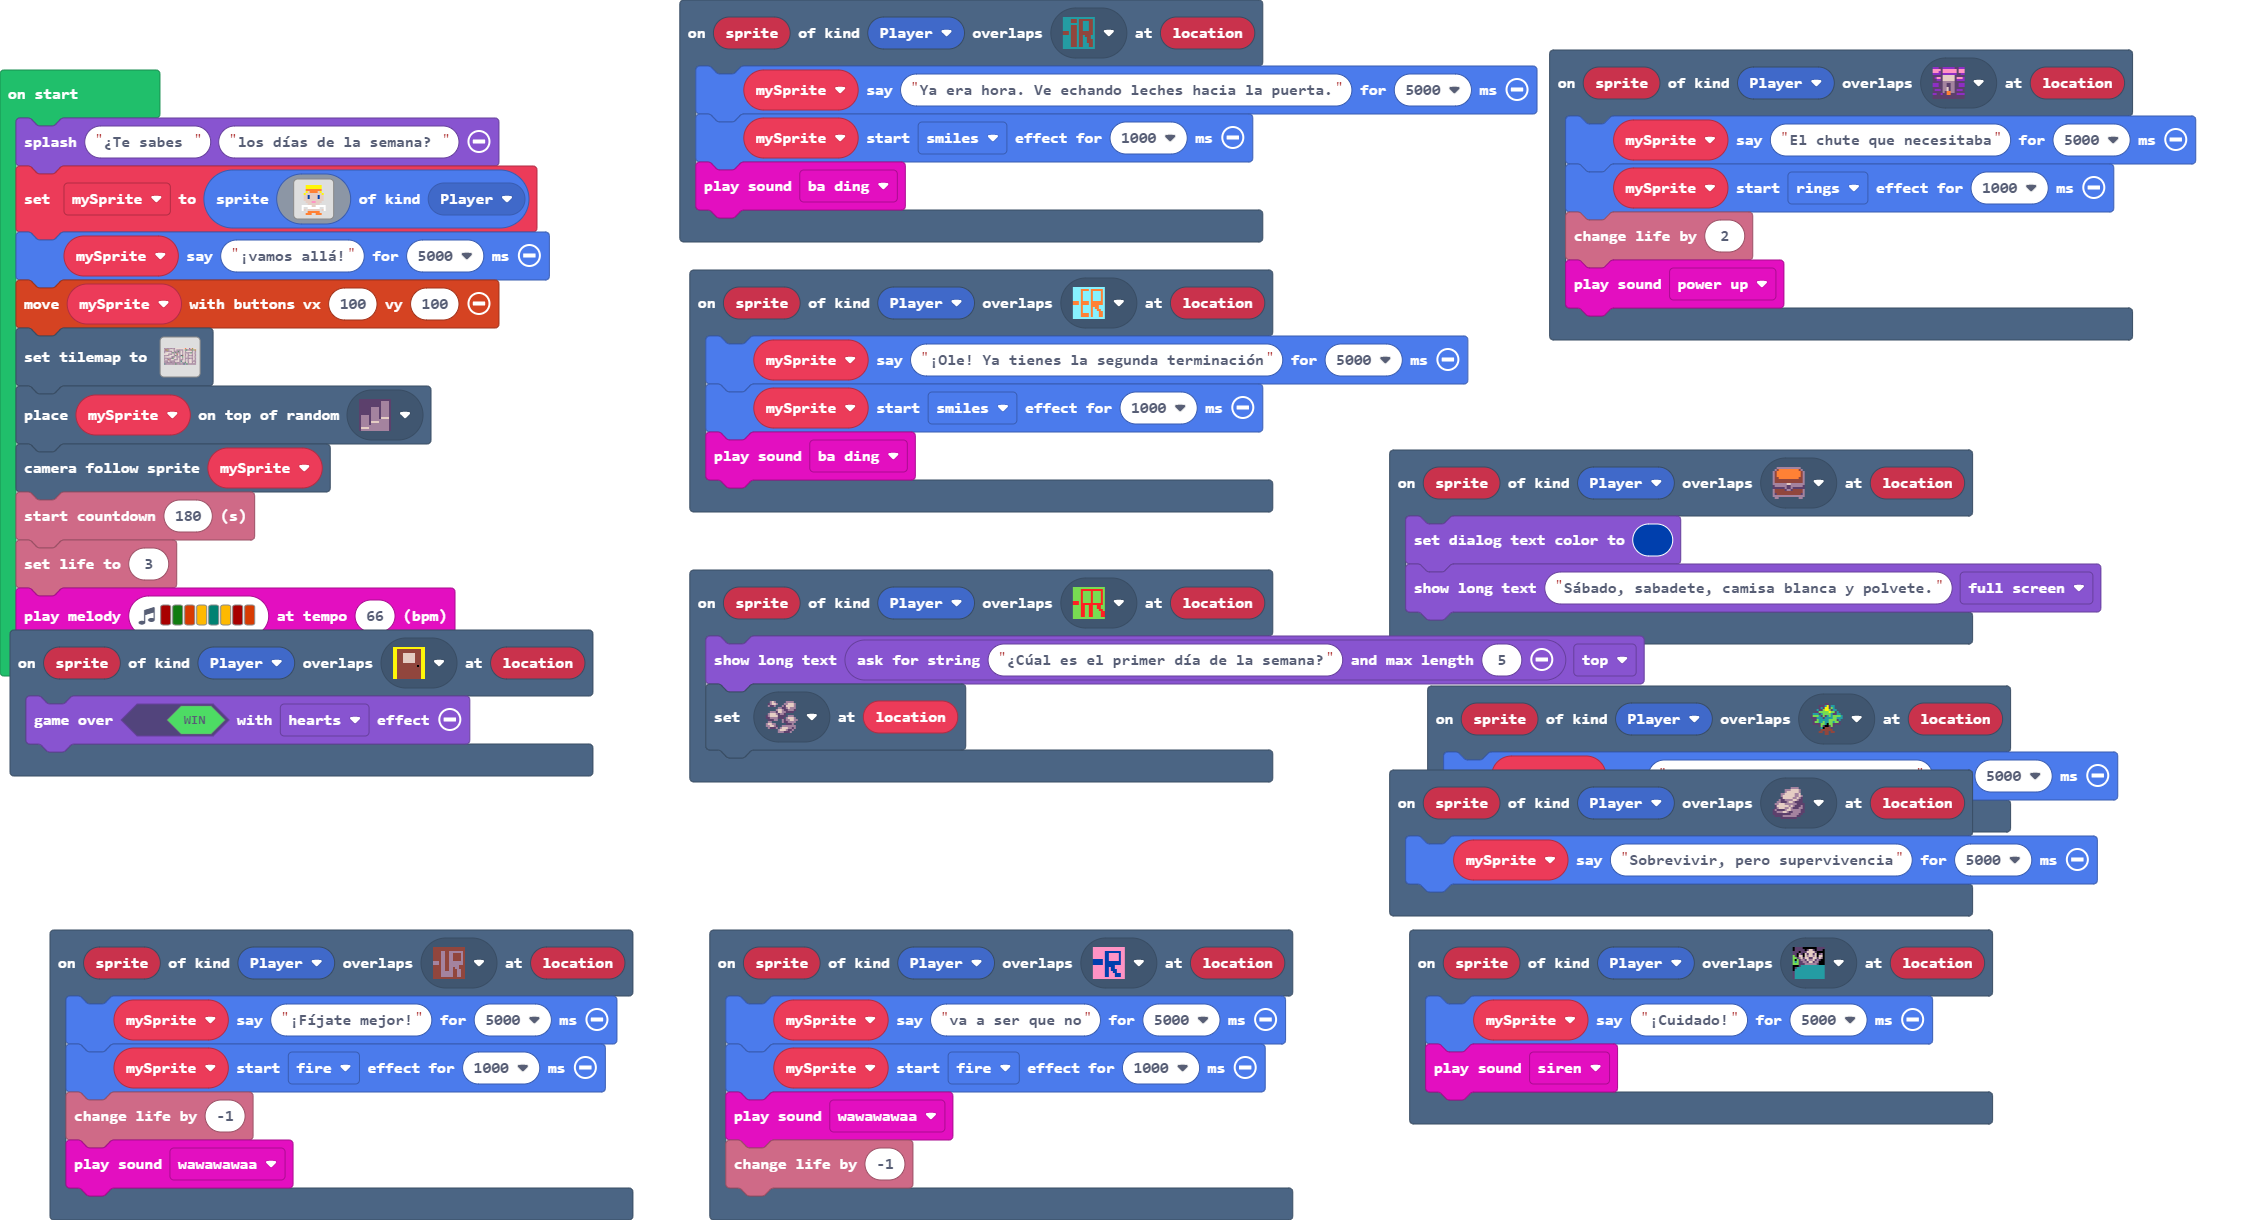 on start
splash "¿Te sabes " "los días de la semana? "
set mySprite to sprite of kind Player
mySprite say "¡vamos allá!" for 5000 ms
move mySprite with buttons vx 100 vy 100
set tilemap to
place mySprite on top of random
camera follow sprite mySprite
start countdown 180 (s)
set life to 3
play melody at tempo 66 (bpm)
on sprite of kind Player overlaps at location
game over WIN with hearts effect
on sprite of kind Player overlaps -IR at location
mySprite say "Ya era hora. Ve echando leches hacia la puerta." for 5000 ms
mySprite start smiles effect for 1000 ms
play sound ba ding
on sprite of kind Player overlaps -ER at location
mySprite say "¡Ole! Ya tienes la segunda terminación" for 5000 ms
mySprite start smiles effect for 1000 ms
play sound ba ding
on sprite of kind Player overlaps at location
show long text ask for string "¿Cúal es el primer día de la semana?" and max length 5 top
set at location
on sprite of kind Player overlaps at location
mySprite say "El chute que necesitaba" for 5000 ms
mySprite start rings effect for 1000 ms
change life by 2
play sound power up
on sprite of kind Player overlaps at location
set dialog text color to
show long text "Sábado, sabadete, camisa blanca y polvete." full screen
on sprite of kind Player overlaps at location
5000 ms
on sprite of kind Player overlaps at location
mySprite say "Sobrevivir, pero supervivencia" for 5000 ms
on sprite of kind Player overlaps -UR at location
mySprite say "¡Fíjate mejor!" for 5000 ms
mySprite start fire effect for 1000 ms
change life by -1
play sound wawawawaa
on sprite of kind Player overlaps -R at location
mySprite say "va a ser que no" for 5000 ms
mySprite start fire effect for 1000 ms
play sound wawawawaa
change life by -1
on sprite of kind Player overlaps at location
mySprite say "¡Cuidado!" for 5000 ms
play sound siren